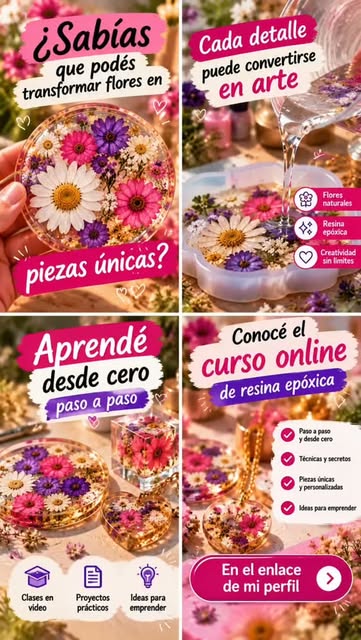 ¿Sabías
que podés
transformar flores en
piezas únicas?
Cada detalle
puede convertirse
en arte
Flores
naturales
Resina
epóxica
Creatividad
sin límites
Aprendé
desde cero
paso a paso
Clases en
video
Proyectos
prácticos
Ideas para
emprender
Conocé el
curso online
de resina epóxica
Paso a paso
y desde cero
Técnicas y secretos
Piezas únicas
y personalizadas
Ideas para emprender
En el enlace
de mi perfil